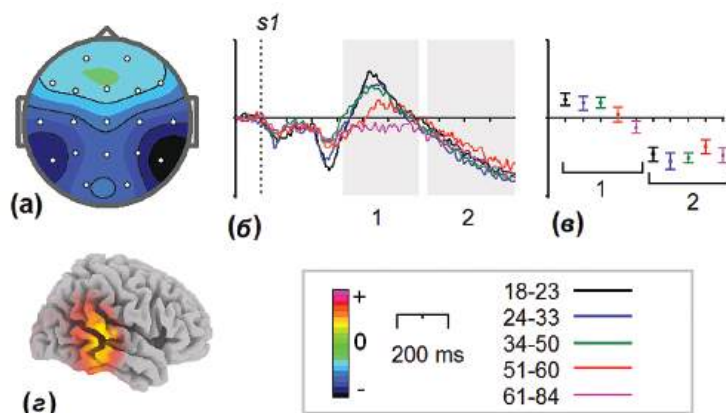 s1
(а)
(б)
1
2
(в)
1
2
(г)
+
0
-
200 ms
18-23
24-33
34-50
51-60
61-84